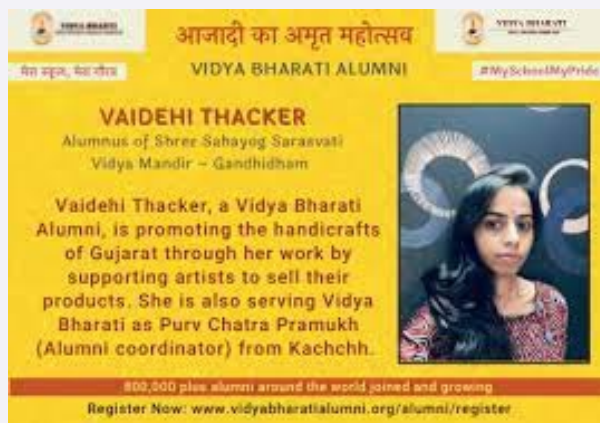 VIDYA BHARATI
आजादी का अमृत महोत्सव
VIDYA BHARATI
मेरा स्कूल, मेरा गौरव
VIDYA BHARATI ALUMNI
#MySchoolMyPride
VAIDEHI THACKER
Alumnus of Shree Sahayog Sarasvati
Vidya Mandir – Gandhidham
Vaidehi Thacker, a Vidya Bharati
Alumni, is promoting the handicrafts
of Gujarat through her work by
supporting artists to sell their
products. She is also serving Vidya
Bharati as Purv Chatra Pramukh
(Alumni coordinator) from Kachchh.
800,000 plus alumni around the world joined and growing
Register Now: www.vidyabharatialumni.org/alumni/register